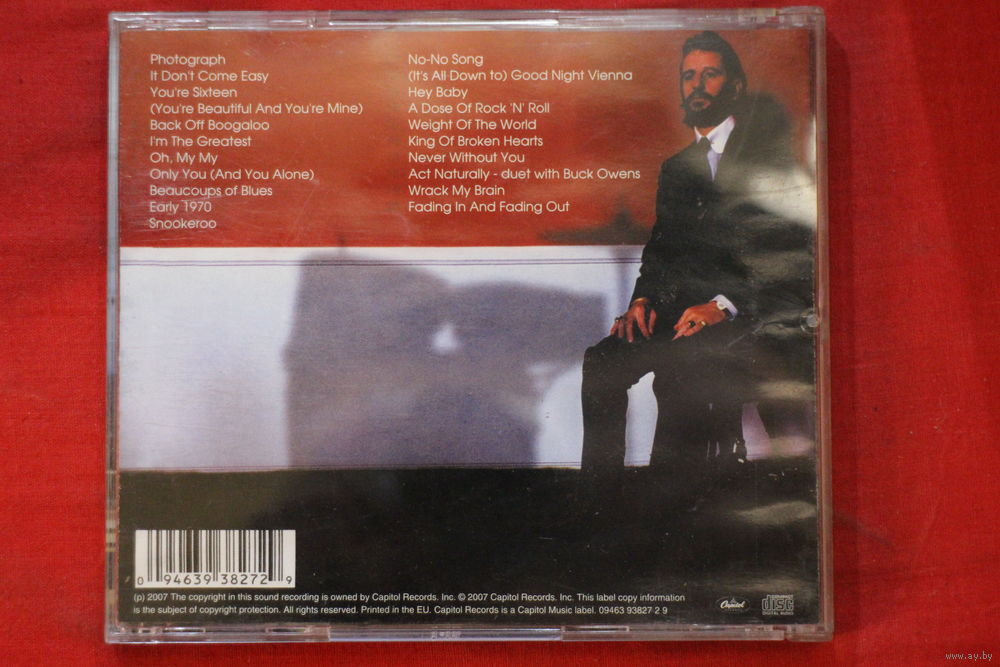 Photograph
It Don't Come Easy
You're Sixteen
(You're Beautiful And You're Mine)
Back Off Boogaloo
I'm The Greatest
Oh, My My
Only You (And You Alone)
Beaucoups of Blues
Early 1970
Snookeroo
No-No Song
(It's All Down to) Good Night Vienna
Hey Baby
A Dose Of Rock 'N' Roll
Weight Of The World
King Of Broken Hearts
Never Without You
Act Naturally - duet with Buck Owens
Wrack My Brain
Fading In And Fading Out
0 94639 38272 9
(p) 2007 The copyright in this sound recording is owned by Capitol Records. Inc. © 2007 Capitol Records. Inc. This label copy information
is the subject of copyright protection. All rights reserved. Printed in the EU. Capitol Records is a Capitol Music label. 09463 93827 2 9
Capitol
COMPACT
disc
DIGITAL AUDIO
www.ay.by